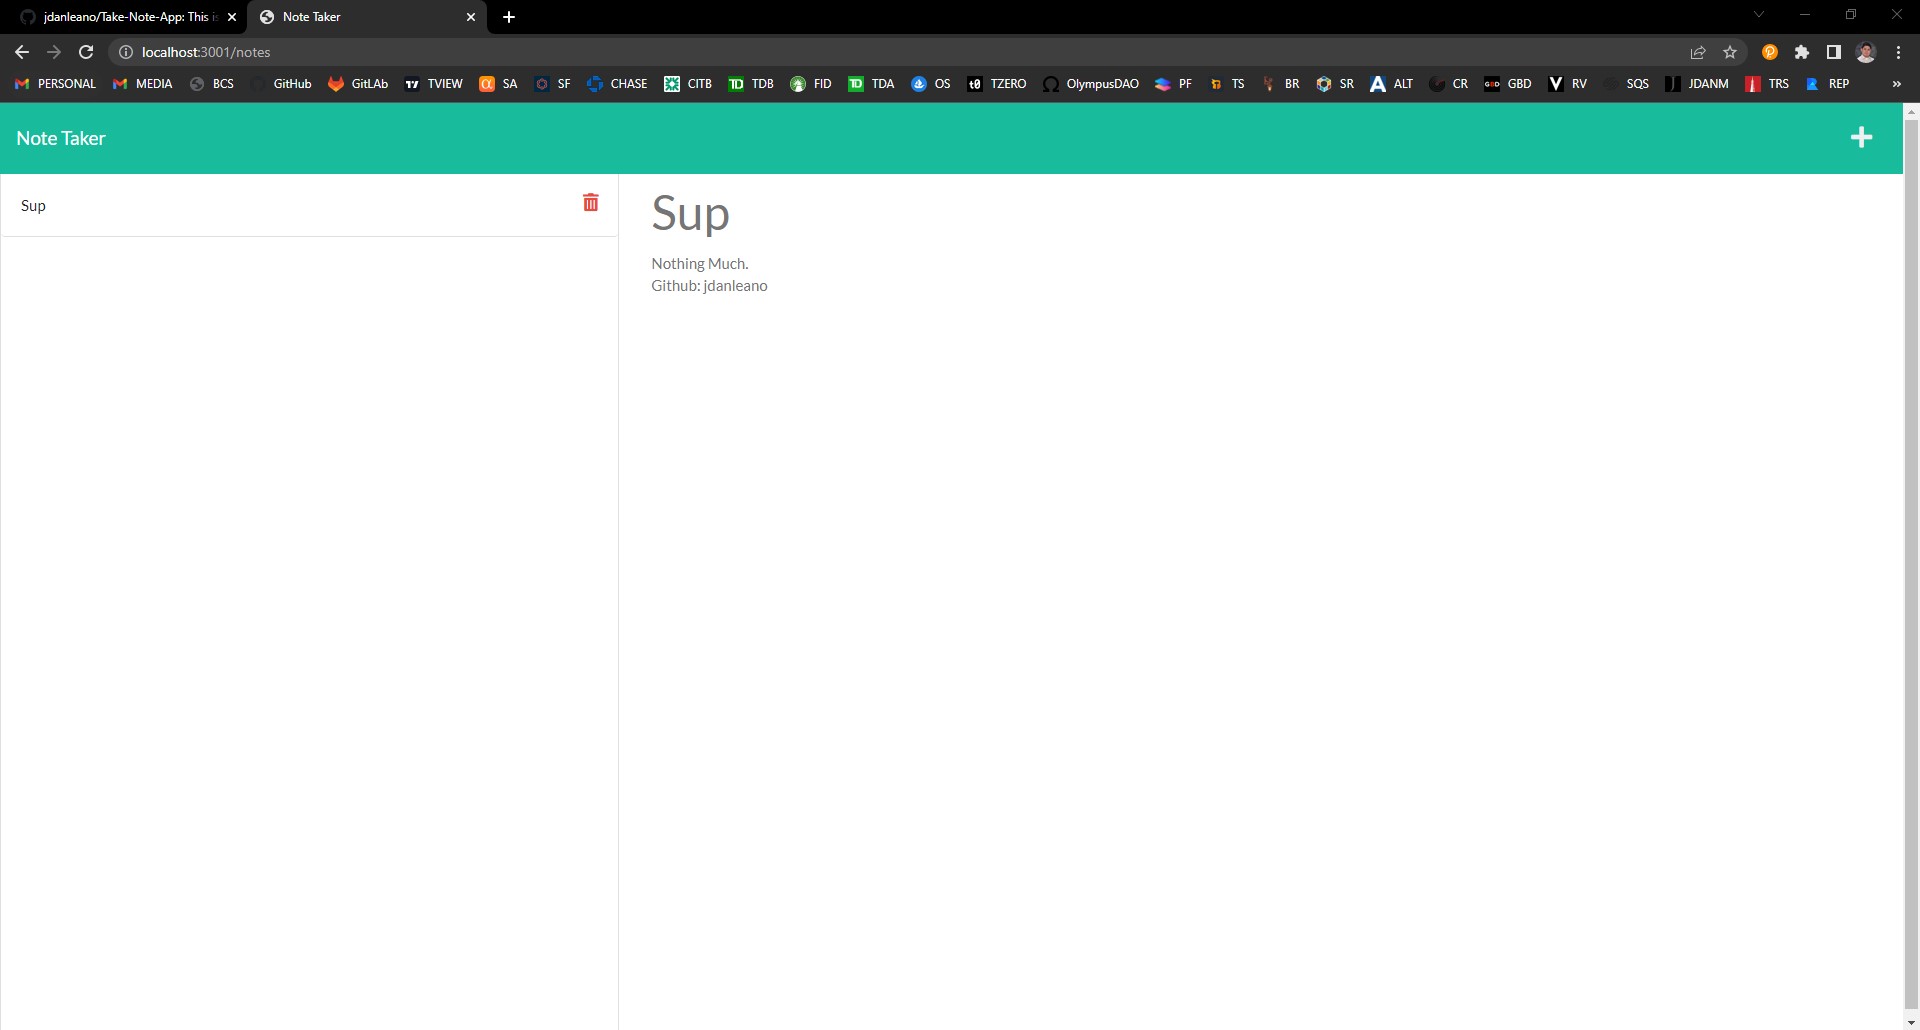 jdanleano/Take-Note-App: This is
Note Taker
localhost:3001/notes
PERSONAL MEDIA BCS GitHub GitLAb TVIEW SA SF CHASE CITB TDB FID TDA OS TZERO OlympusDAO PF TS BR SR ALT CR GBD RV SQS JDANM TRS REP »
Note Taker
Sup
Sup
Nothing Much.
Github: jdanleano